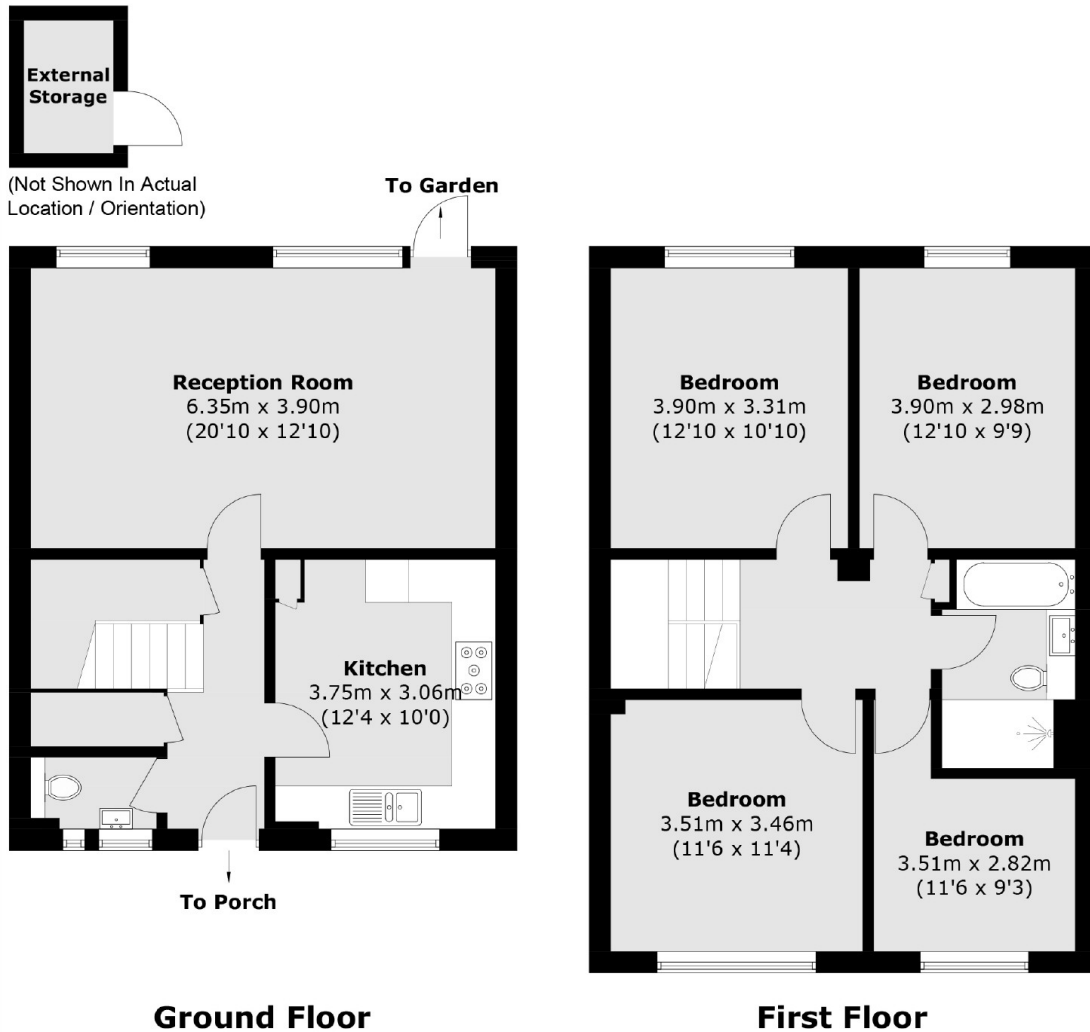 External
Storage
(Not Shown In Actual
Location / Orientation)
To Garden
Reception Room
6.35m x 3.90m
(20'10 x 12'10)
Kitchen
3.75m x 3.06m
(12'4 x 10'0)
To Porch
Ground Floor
Bedroom
3.90m x 3.31m
(12'10 x 10'10)
Bedroom
3.90m x 2.98m
(12'10 x 9'9)
Bedroom
3.51m x 3.46m
(11'6 x 11'4)
Bedroom
3.51m x 2.82m
(11'6 x 9'3)
First Floor